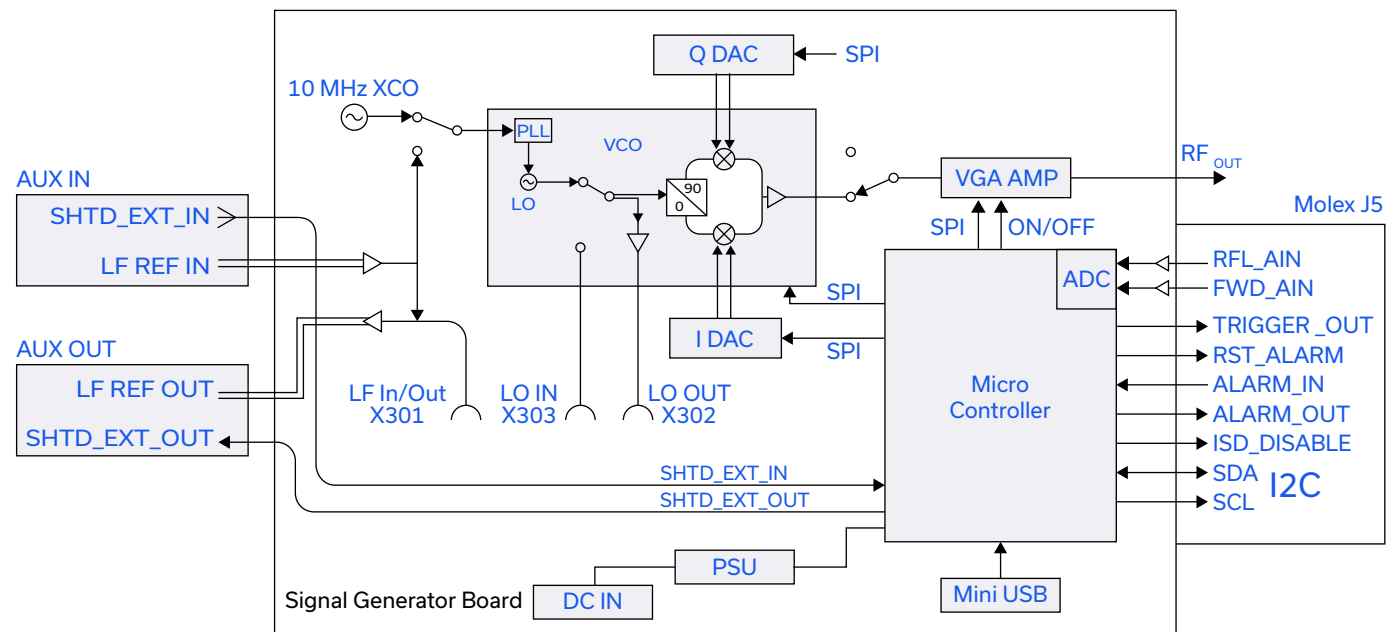 Q DAC
SPI
10 MHz XCO
PLL
VCO
LO
90
0
VGA AMP
RF OUT
SPI
ON/OFF
AUX IN
SHTD_EXT_IN
LF REF IN
Molex J5
ADC
RFL_AIN
FWD_AIN
SPI
I DAC
SPI
TRIGGER _OUT
RST_ALARM
ALARM_IN
ALARM_OUT
ISD_DISABLE
SDA
SCL
I2C
Micro
Controller
AUX OUT
LF REF OUT
SHTD_EXT_OUT
LF In/Out
X301
LO IN
X303
LO OUT
X302
SHTD_EXT_IN
SHTD_EXT_OUT
PSU
Signal Generator Board
DC IN
Mini USB